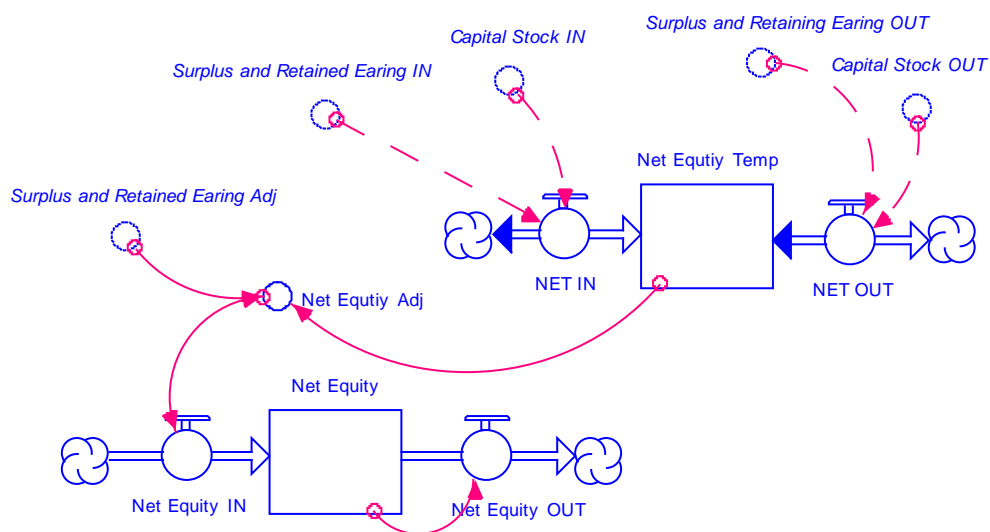 Surplus and Retaining Earing OUT
Capital Stock IN
Capital Stock OUT
Surplus and Retained Earing IN
Net Equtiy Temp
Surplus and Retained Earing Adj
NET IN
NET OUT
Net Equtiy Adj
Net Equity
Net Equity IN
Net Equity OUT